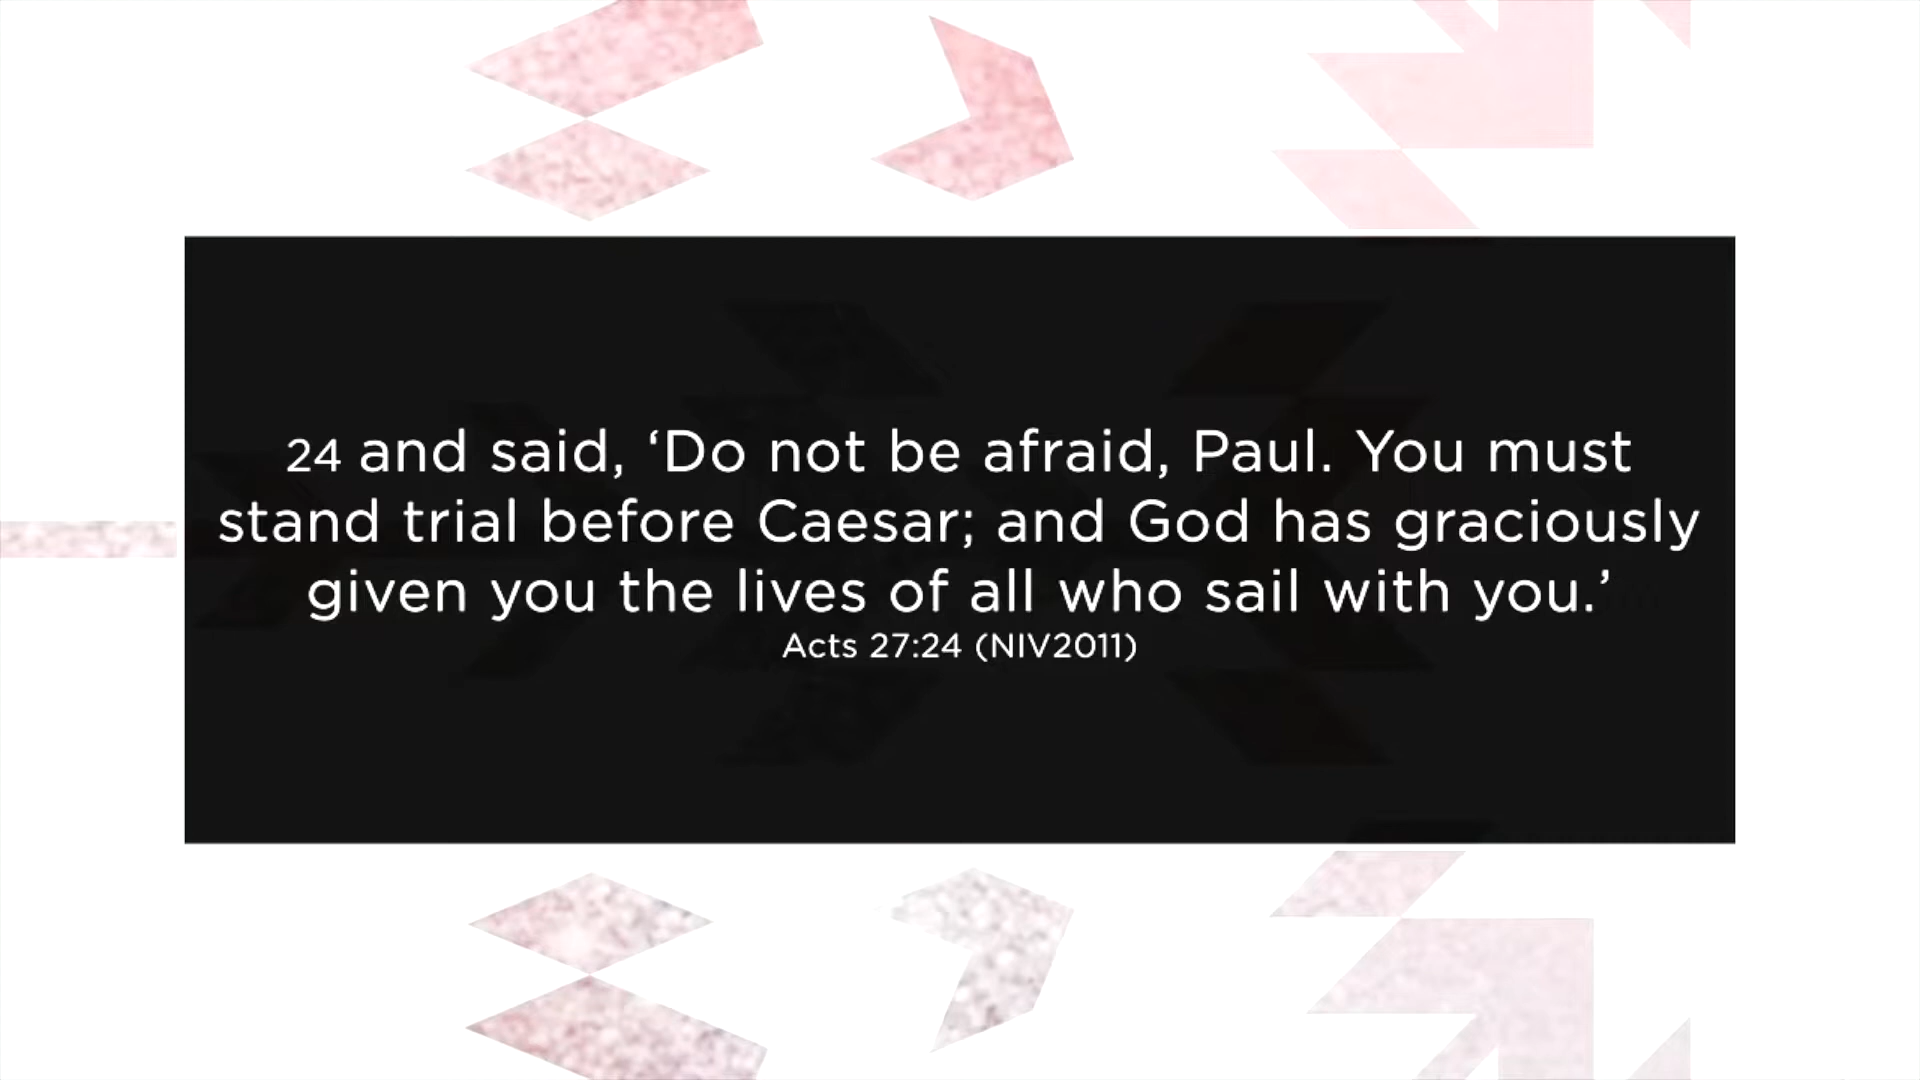 24 and said, ‘Do not be afraid, Paul. You must
stand trial before Caesar; and God has graciously
given you the lives of all who sail with you.’
Acts 27:24 (NIV2011)